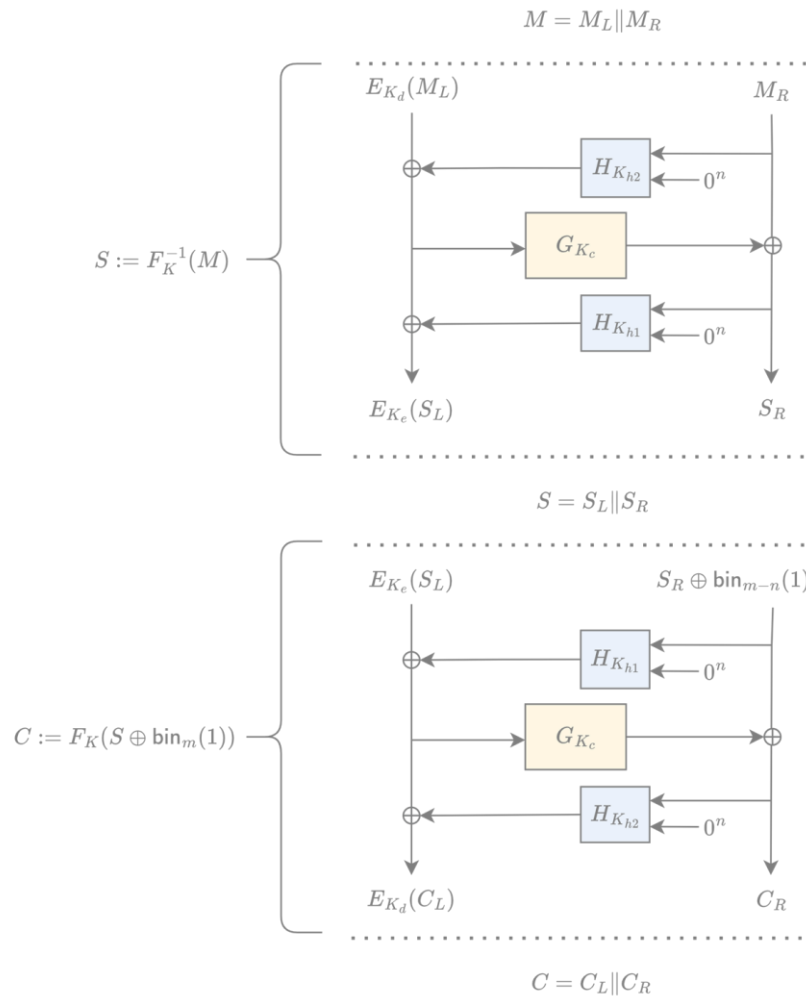 M = M_L∥M_R
E_{K_d}(M_L)
M_R
H_{K_{h2}}
0^n
S := F_K^{-1}(M)
G_{K_c}
H_{K_{h1}}
0^n
E_{K_e}(S_L)
S_R
S = S_L∥S_R
E_{K_e}(S_L)
S_R ⊕ bin_{m−n}(1)
H_{K_{h1}}
0^n
C := F_K(S ⊕ bin_m(1))
G_{K_c}
H_{K_{h2}}
0^n
E_{K_d}(C_L)
C_R
C = C_L∥C_R